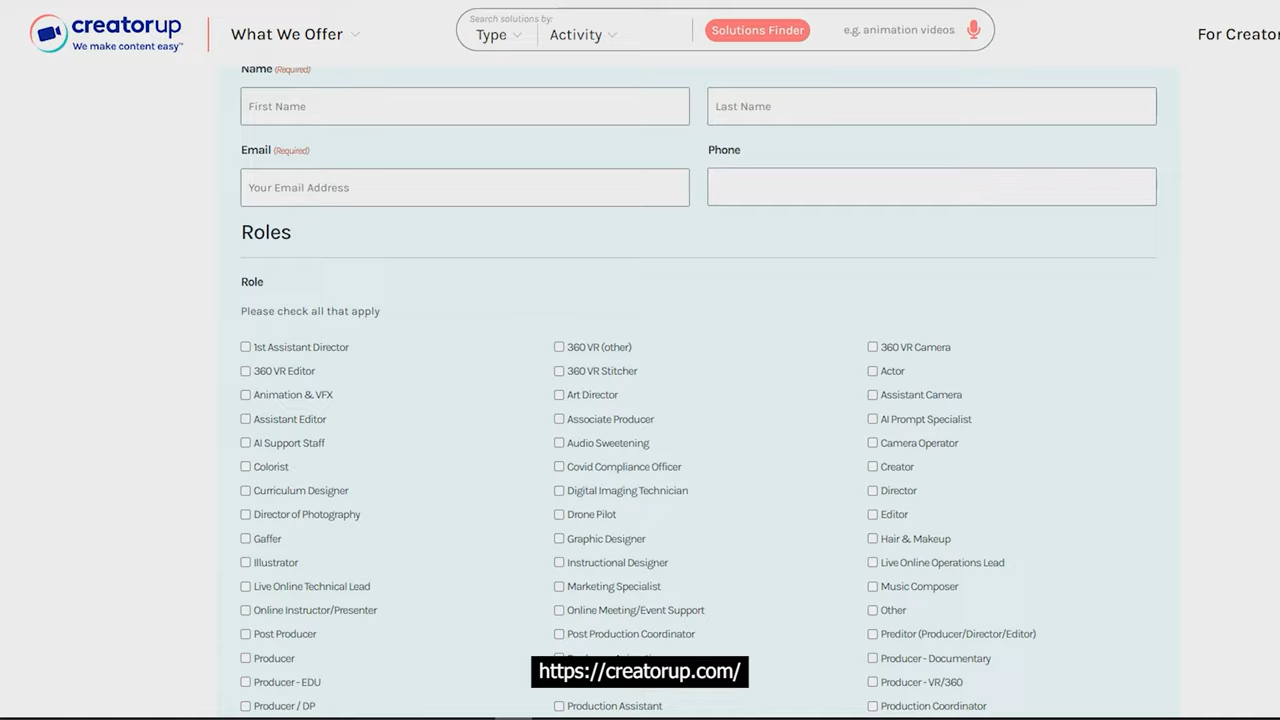 creatorup
We make content easy™
What We Offer
Search solutions by:
Type
Activity
Solutions Finder
e.g. animation videos
For Creator
Name (Required)
First Name
Last Name
Email (Required)
Phone
Your Email Address
Roles
Role
Please check all that apply
1st Assistant Director
360 VR (other)
360 VR Camera
360 VR Editor
360 VR Stitcher
Actor
Animation & VFX
Art Director
Assistant Camera
Assistant Editor
Associate Producer
AI Prompt Specialist
AI Support Staff
Audio Sweetening
Camera Operator
Colorist
Covid Compliance Officer
Creator
Curriculum Designer
Digital Imaging Technician
Director
Director of Photography
Drone Pilot
Editor
Gaffer
Graphic Designer
Hair & Makeup
Illustrator
Instructional Designer
Live Online Operations Lead
Live Online Technical Lead
Marketing Specialist
Music Composer
Online Instructor/Presenter
Online Meeting/Event Support
Other
Post Producer
Post Production Coordinator
Preditor (Producer/Director/Editor)
Producer
Producer - Documentary
https://creatorup.com/
Producer - EDU
Producer - VR/360
Producer / DP
Production Assistant
Production Coordinator